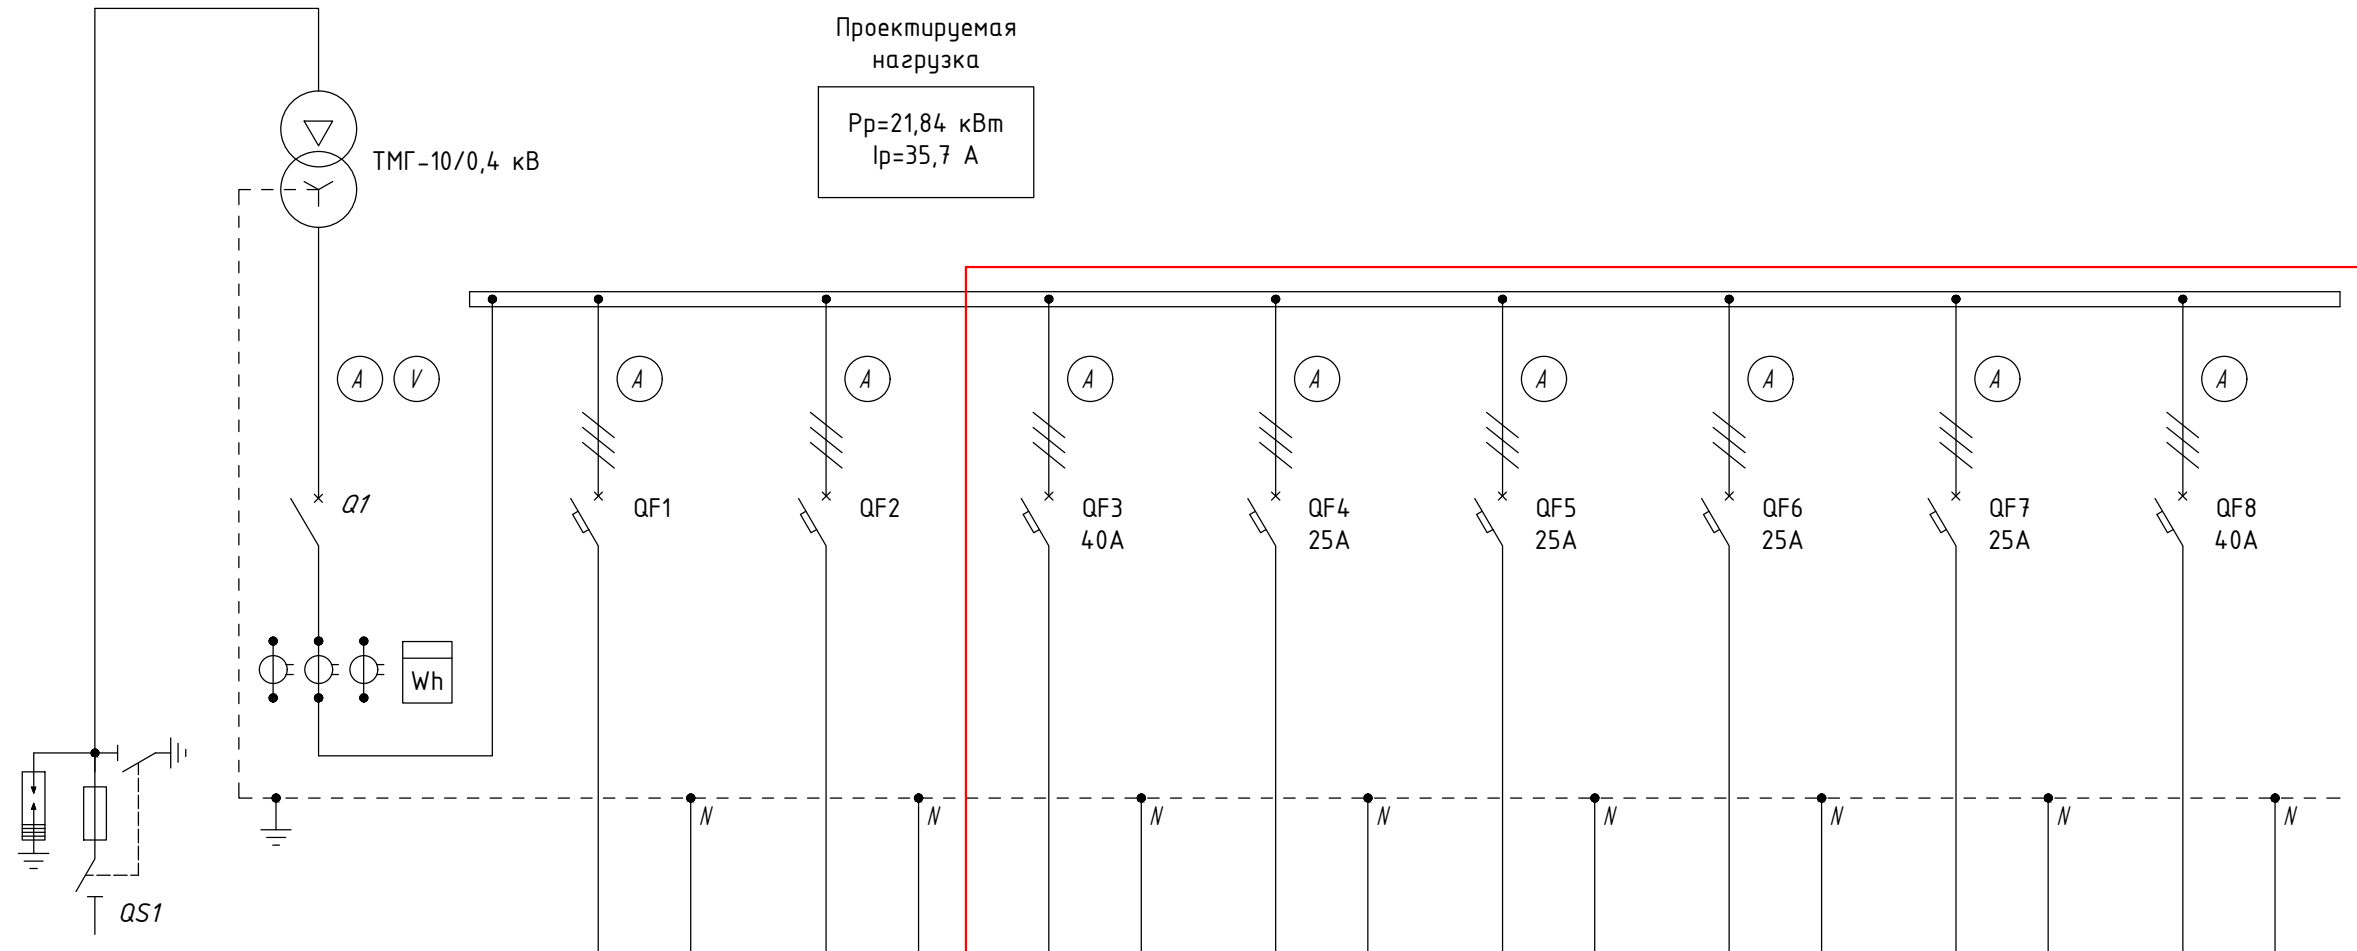 Проектируемая
нагрузка
Рр=21,84 кВт
Iр=35,7 А
ТМГ-10/0,4 кВ
A
V
A
A
A
A
A
A
A
A
Q1
QF1
QF2
QF3
40А
QF4
25А
QF5
25А
QF6
25А
QF7
25А
QF8
40А
Wh
N
N
N
N
N
N
N
N
QS1